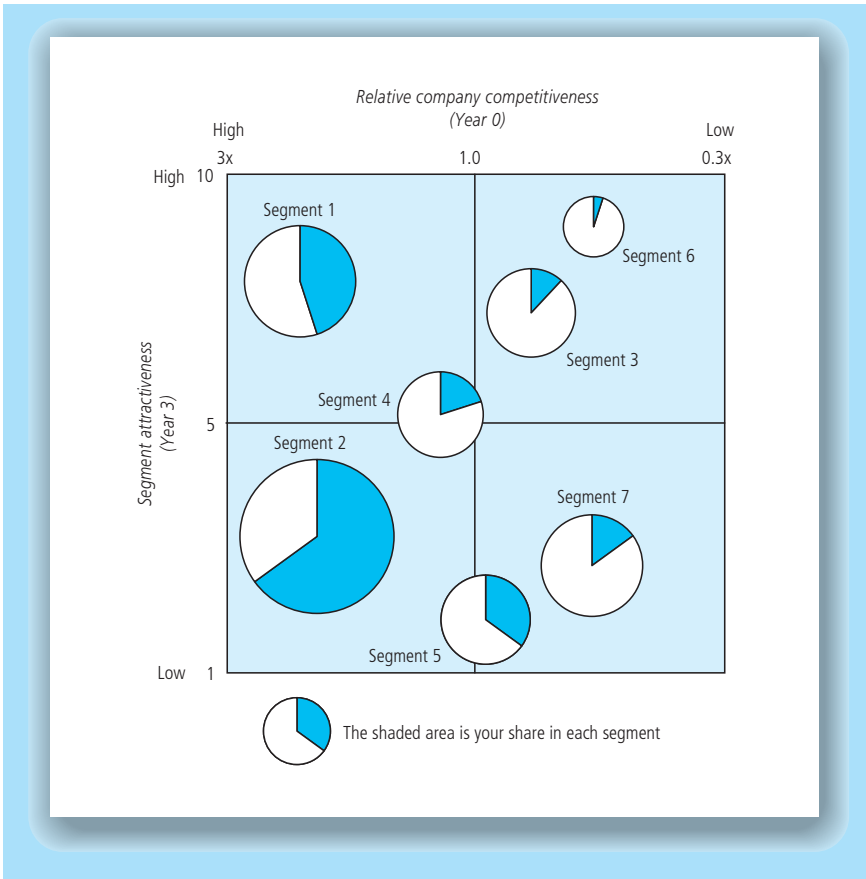 Relative company competitiveness
(Year 0)
High
Low
3x
1.0
0.3x
High 10
Segment 1
Segment 6
Segment 3
Segment attractiveness
(Year 3)
Segment 4
5
Segment 2
Segment 7
Segment 5
Low 1
The shaded area is your share in each segment